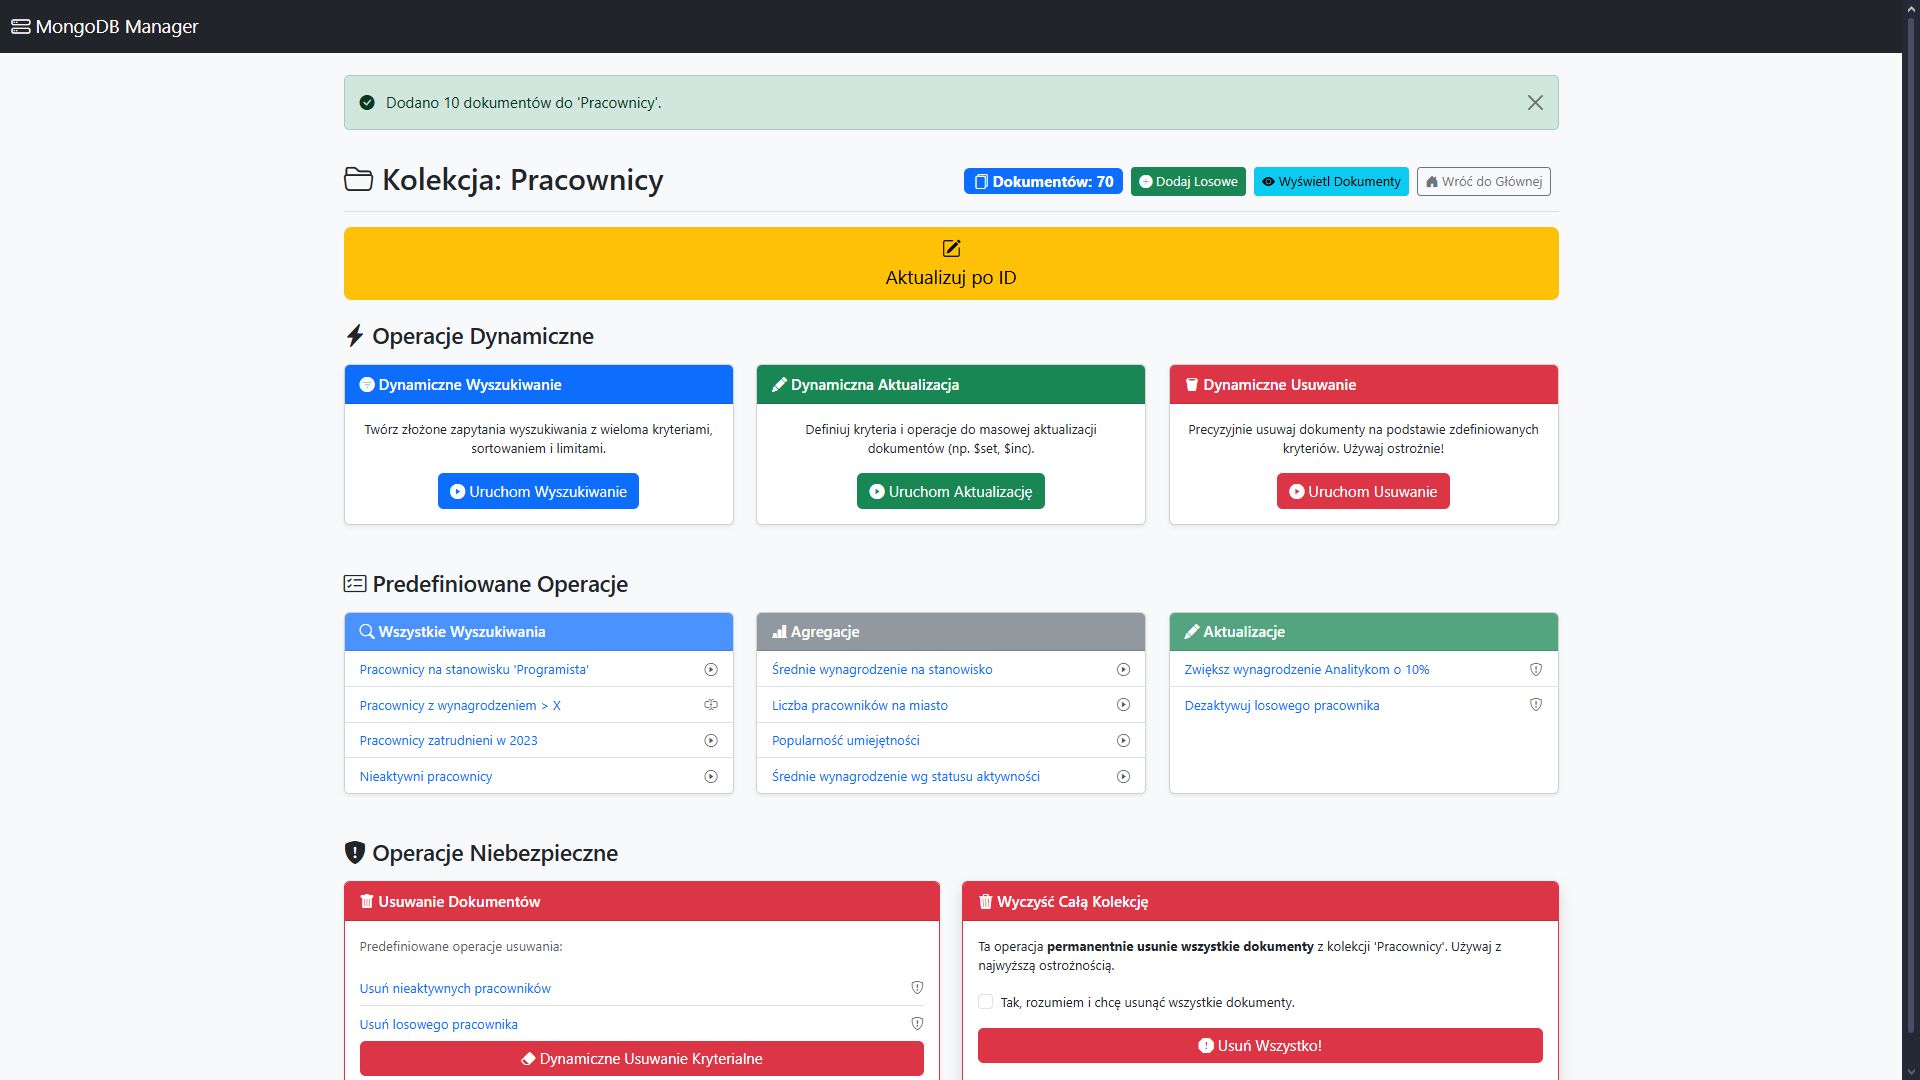 MongoDB Manager
Dodano 10 dokumentów do 'Pracownicy'.
Kolekcja: Pracownicy
Dokumentów: 70
Dodaj Losowe
Wyświetl Dokumenty
Wróć do Głównej
Aktualizuj po ID
Operacje Dynamiczne
Dynamiczne Wyszukiwanie
Twórz złożone zapytania wyszukiwania z wieloma kryteriami,
sortowaniem i limitami.
Uruchom Wyszukiwanie
Dynamiczna Aktualizacja
Definiuj kryteria i operacje do masowej aktualizacji
dokumentów (np. $set, $inc).
Uruchom Aktualizację
Dynamiczne Usuwanie
Precyzyjnie usuwaj dokumenty na podstawie zdefiniowanych
kryteriów. Używaj ostrożnie!
Uruchom Usuwanie
Predefiniowane Operacje
Wszystkie Wyszukiwania
Pracownicy na stanowisku 'Programista'
Pracownicy z wynagrodzeniem > X
Pracownicy zatrudnieni w 2023
Nieaktywni pracownicy
Agregacje
Średnie wynagrodzenie na stanowisko
Liczba pracowników na miasto
Popularność umiejętności
Średnie wynagrodzenie wg statusu aktywności
Aktualizacje
Zwiększ wynagrodzenie Analitykom o 10%
Dezaktywuj losowego pracownika
Operacje Niebezpieczne
Usuwanie Dokumentów
Predefiniowane operacje usuwania:
Usuń nieaktywnych pracowników
Usuń losowego pracownika
Dynamiczne Usuwanie Kryterialne
Wyczyść Całą Kolekcję
Ta operacja permanentnie usunie wszystkie dokumenty z kolekcji 'Pracownicy'. Używaj z
najwyższą ostrożnością.
Tak, rozumiem i chcę usunąć wszystkie dokumenty.
Usuń Wszystko!